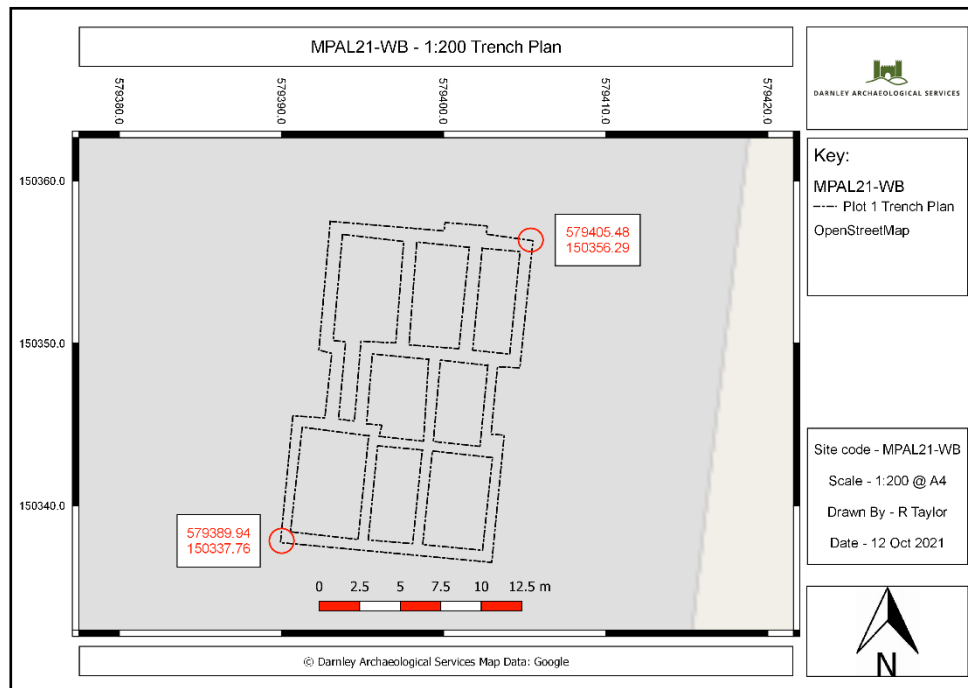 MPAL21-WB - 1:200 Trench Plan
579380.0
579390.0
579400.0
579410.0
579420.0
150360.0
150350.0
150340.0
579405.48
150356.29
579389.94
150337.76
0 2.5 5 7.5 10 12.5 m
© Darnley Archaeological Services Map Data: Google
DARNLEY ARCHAEOLOGICAL SERVICES
Key:
MPAL21-WB
Plot 1 Trench Plan
OpenStreetMap
Site code - MPAL21-WB
Scale - 1:200 @ A4
Drawn By - R Taylor
Date - 12 Oct 2021
N